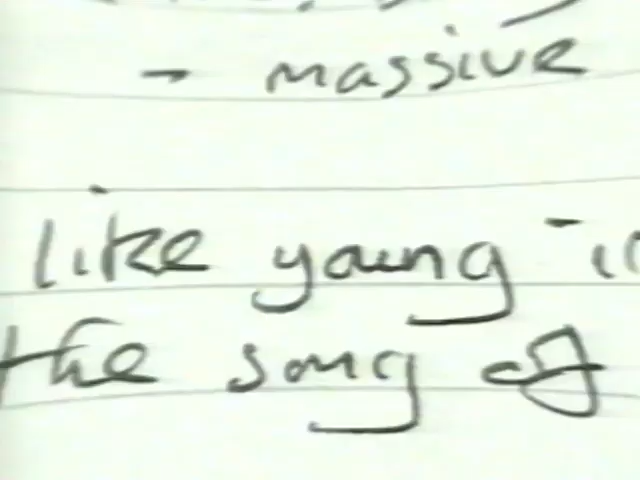 - massive
like young
the song of